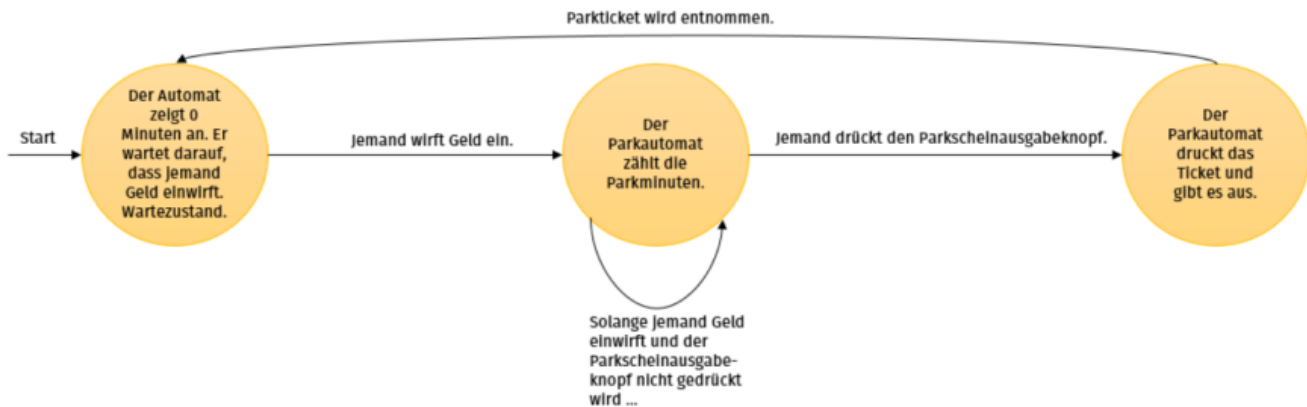 Parkticket wird entnommen.
Start
Der Automat
zeigt 0
Minuten an. Er
wartet darauf,
dass jemand
Geld einwirft.
Wartezustand.
Jemand wirft Geld ein.
Der
Parkautomat
zählt die
Parkminuten.
Jemand drückt den Parkscheinausgabeknopf.
Der
Parkautomat
druckt das
Ticket und
gibt es aus.
Solange jemand Geld
einwirft und der
Parkscheinausgabe-
knopf nicht gedrückt
wird ...